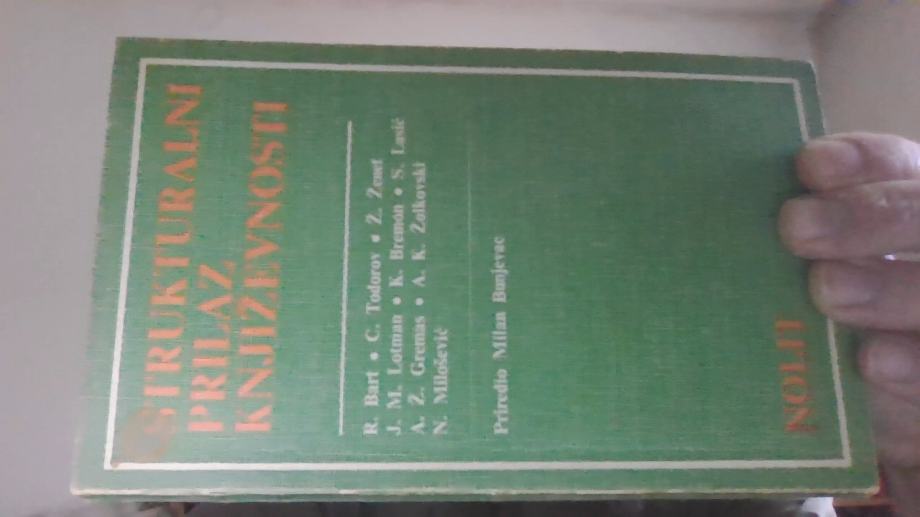 STRUKTURALNI
PRILAZ
KNJIŽEVNOSTI
R. Bart • C. Todorov • Ž. Ženet
J. M. Lotman • K. Bremon • S. Lasić
A. Ž. Gremas • A. K. Žolkovski
N. Milošević
Priredio Milan Bunjevac
NOLIT